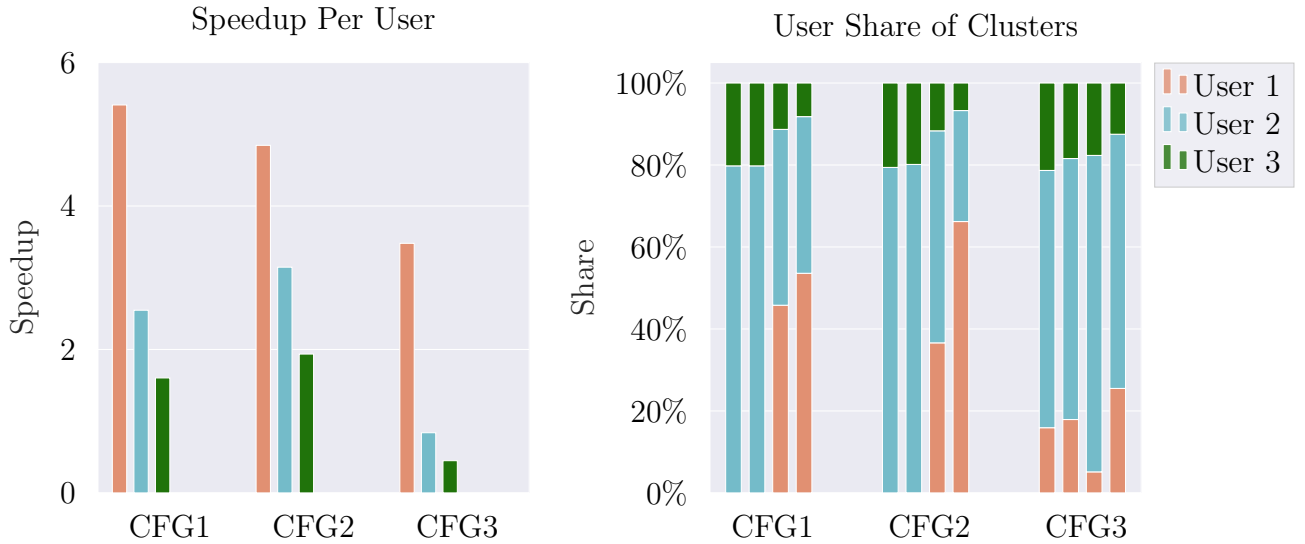 Speedup Per User
6
4
2
0
Speedup
CFG1
CFG2
CFG3
User Share of Clusters
100%
80%
60%
40%
20%
0%
Share
CFG1
CFG2
CFG3
User 1
User 2
User 3